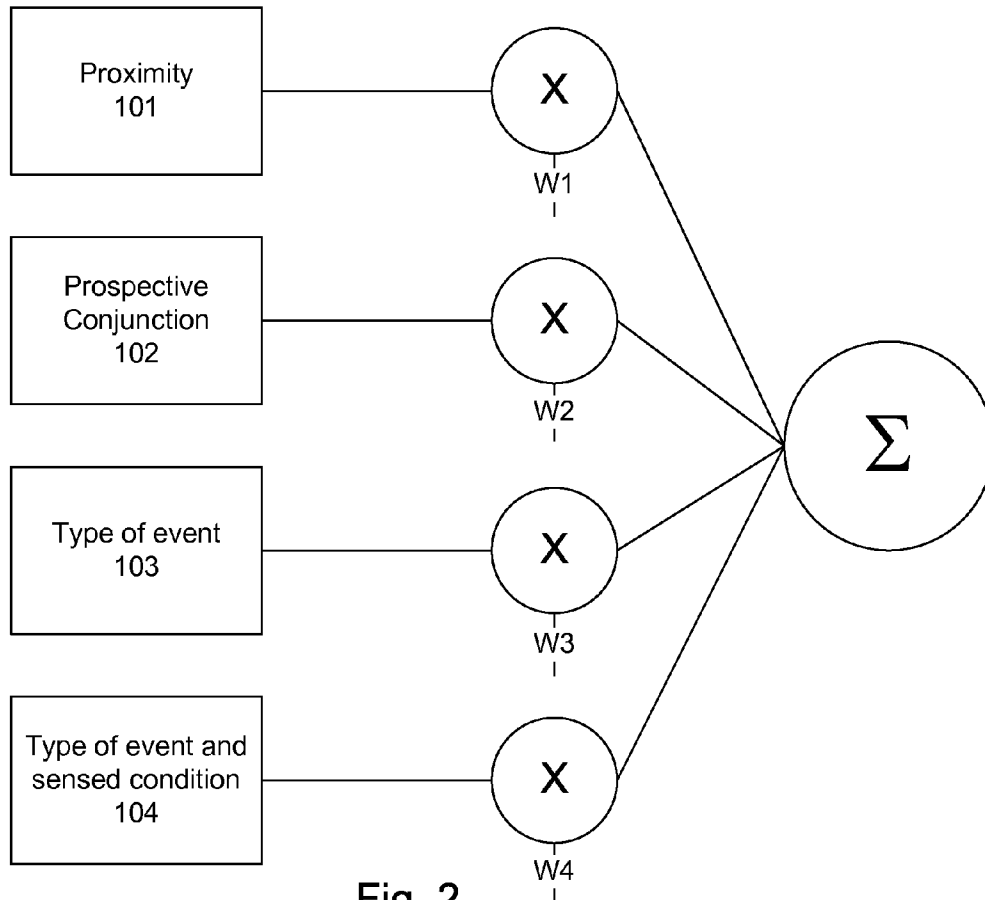 Proximity
101
X
W1
Prospective
Conjunction
102
X
W2
Σ
Type of event
103
X
W3
Type of event and
sensed condition
104
X
W4
Fig. 2